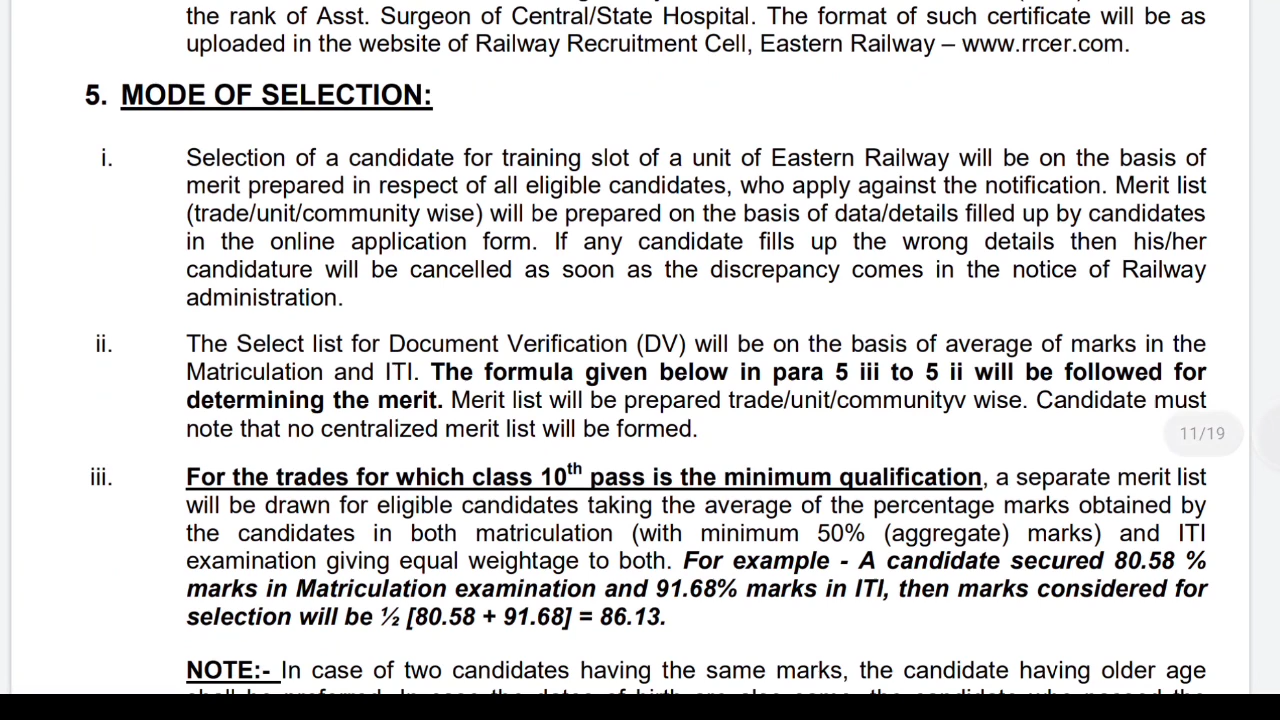 the rank of Asst. Surgeon of Central/State Hospital. The format of such certificate will be as
uploaded in the website of Railway Recruitment Cell, Eastern Railway – www.rrcer.com.
5. MODE OF SELECTION:
i. Selection of a candidate for training slot of a unit of Eastern Railway will be on the basis of
merit prepared in respect of all eligible candidates, who apply against the notification. Merit list
(trade/unit/community wise) will be prepared on the basis of data/details filled up by candidates
in the online application form. If any candidate fills up the wrong details then his/her
candidature will be cancelled as soon as the discrepancy comes in the notice of Railway
administration.
ii. The Select list for Document Verification (DV) will be on the basis of average of marks in the
Matriculation and ITI. The formula given below in para 5 iii to 5 ii will be followed for
determining the merit. Merit list will be prepared trade/unit/communityv wise. Candidate must
note that no centralized merit list will be formed.
11/19
iii. For the trades for which class 10th pass is the minimum qualification, a separate merit list
will be drawn for eligible candidates taking the average of the percentage marks obtained by
the candidates in both matriculation (with minimum 50% (aggregate) marks) and ITI
examination giving equal weightage to both. For example - A candidate secured 80.58 %
marks in Matriculation examination and 91.68% marks in ITI, then marks considered for
selection will be ½ [80.58 + 91.68] = 86.13.
NOTE:- In case of two candidates having the same marks, the candidate having older age